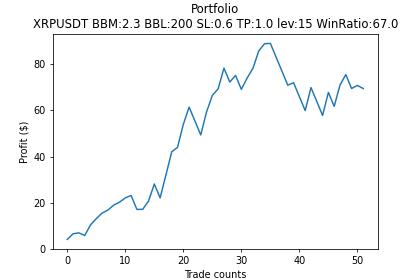 Portfolio
XRPUSDT BBM:2.3 BBL:200 SL:0.6 TP:1.0 lev:15 WinRatio:67.0
80
60
40
20
0
Profit ($)
0 10 20 30 40 50
Trade counts